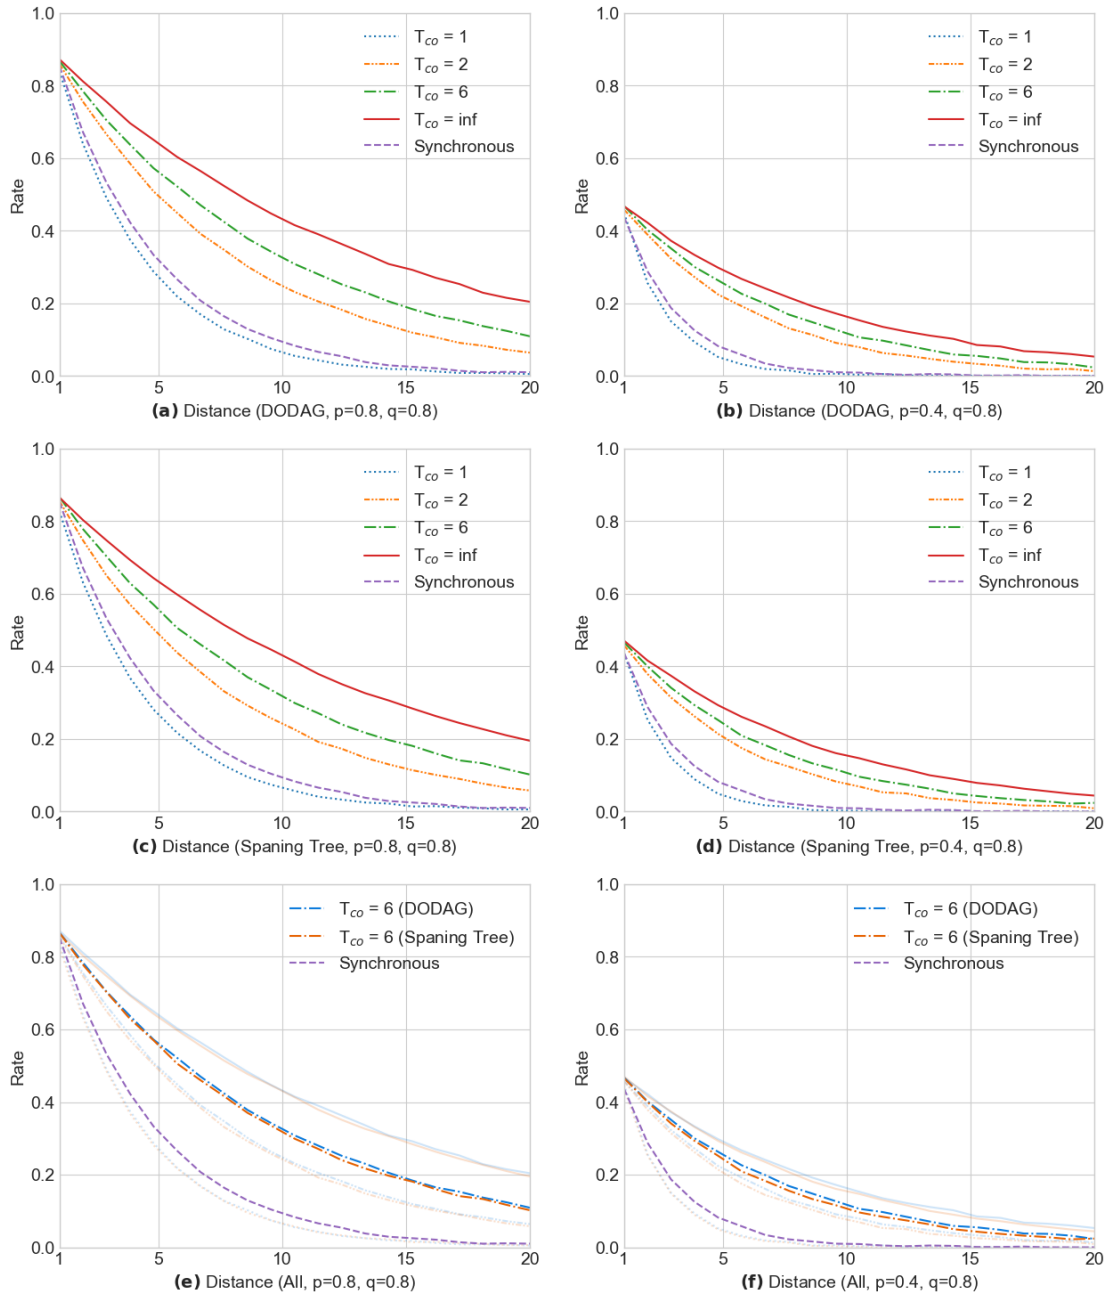 1.0
0.8
0.6
0.4
0.2
0.0
Rate
T_co = 1
T_co = 2
T_co = 6
T_co = inf
Synchronous
1 5 10 15 20
(a) Distance (DODAG, p=0.8, q=0.8)
1.0
0.8
0.6
0.4
0.2
0.0
Rate
T_co = 1
T_co = 2
T_co = 6
T_co = inf
Synchronous
1 5 10 15 20
(b) Distance (DODAG, p=0.4, q=0.8)
1.0
0.8
0.6
0.4
0.2
0.0
Rate
T_co = 1
T_co = 2
T_co = 6
T_co = inf
Synchronous
1 5 10 15 20
(c) Distance (Spaning Tree, p=0.8, q=0.8)
1.0
0.8
0.6
0.4
0.2
0.0
Rate
T_co = 1
T_co = 2
T_co = 6
T_co = inf
Synchronous
1 5 10 15 20
(d) Distance (Spaning Tree, p=0.4, q=0.8)
1.0
0.8
0.6
0.4
0.2
0.0
Rate
T_co = 6 (DODAG)
T_co = 6 (Spaning Tree)
Synchronous
1 5 10 15 20
(e) Distance (All, p=0.8, q=0.8)
1.0
0.8
0.6
0.4
0.2
0.0
Rate
T_co = 6 (DODAG)
T_co = 6 (Spaning Tree)
Synchronous
1 5 10 15 20
(f) Distance (All, p=0.4, q=0.8)